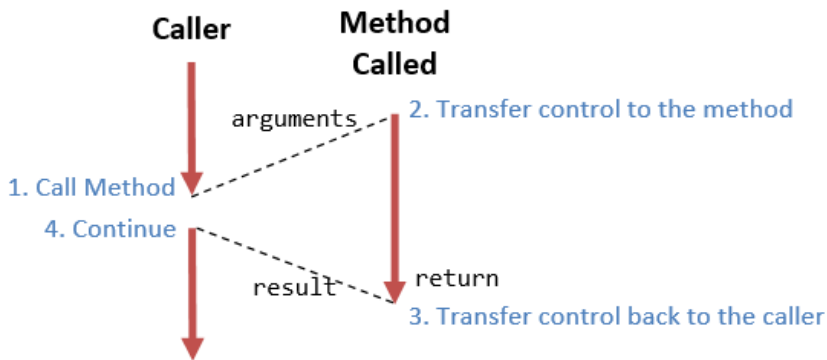 Caller
Method
Called
arguments
2. Transfer control to the method
1. Call Method
4. Continue
result
return
3. Transfer control back to the caller